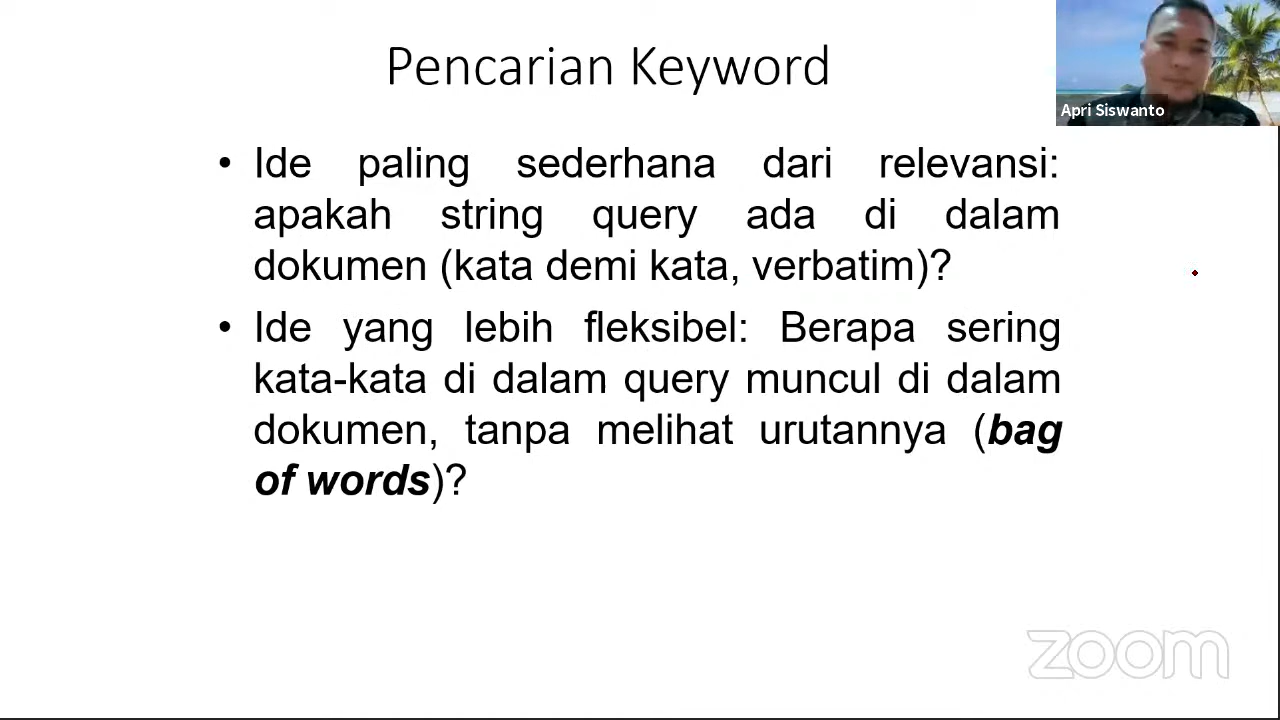 Pencarian Keyword
Apri Siswanto
• Ide paling sederhana dari relevansi:
apakah string query ada di dalam
dokumen (kata demi kata, verbatim)?
• Ide yang lebih fleksibel: Berapa sering
kata-kata di dalam query muncul di dalam
dokumen, tanpa melihat urutannya (bag
of words)?
zoom